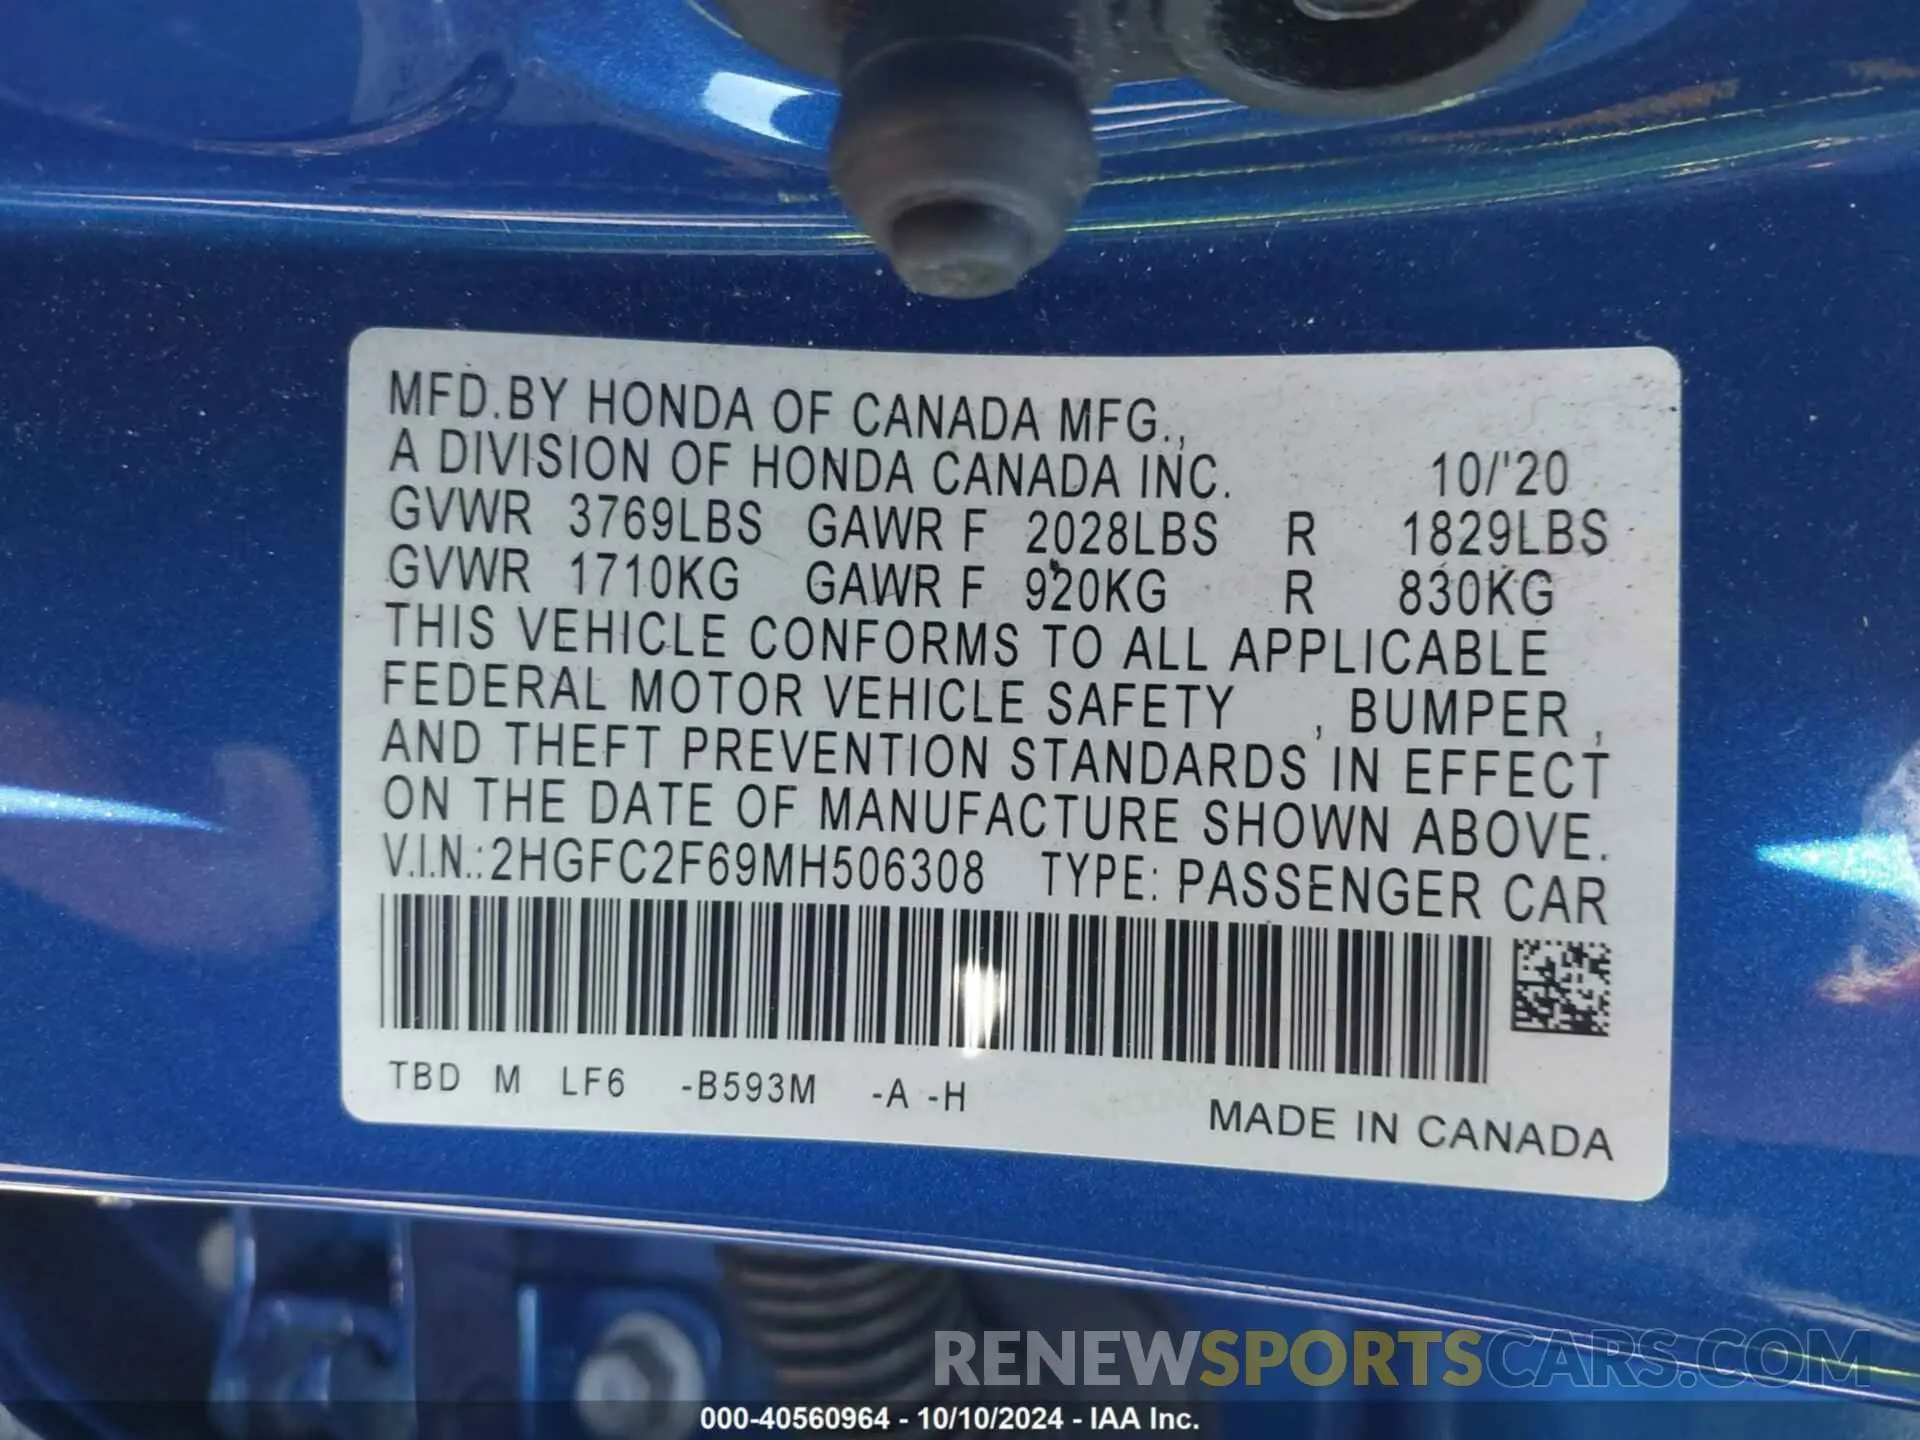 MFD.BY HONDA OF CANADA MFG.,
A DIVISION OF HONDA CANADA INC. 10/'20
GVWR 3769LBS GAWR F 2028LBS R 1829LBS
GVWR 1710KG GAWR F 920KG R 830KG
THIS VEHICLE CONFORMS TO ALL APPLICABLE
FEDERAL MOTOR VEHICLE SAFETY , BUMPER ,
AND THEFT PREVENTION STANDARDS IN EFFECT
ON THE DATE OF MANUFACTURE SHOWN ABOVE.
V.I.N.:2HGFC2F69MH506308 TYPE: PASSENGER CAR
TBD M LF6 -B593M -A -H
MADE IN CANADA
RENEWSPORTSCARS.COM
000-40560964 - 10/10/2024 - IAA Inc.